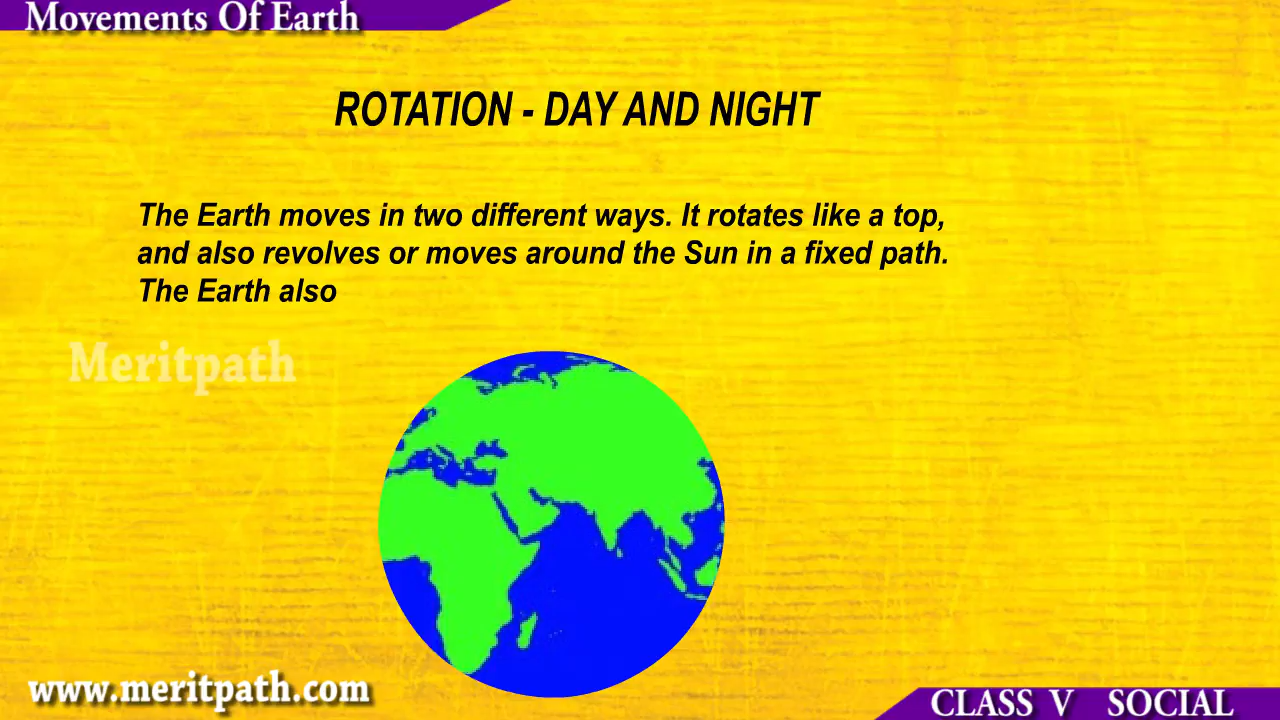 Movements Of Earth
ROTATION - DAY AND NIGHT
The Earth moves in two different ways. It rotates like a top,
and also revolves or moves around the Sun in a fixed path.
The Earth also
Meritpath
www.meritpath.com
CLASS V SOCIAL